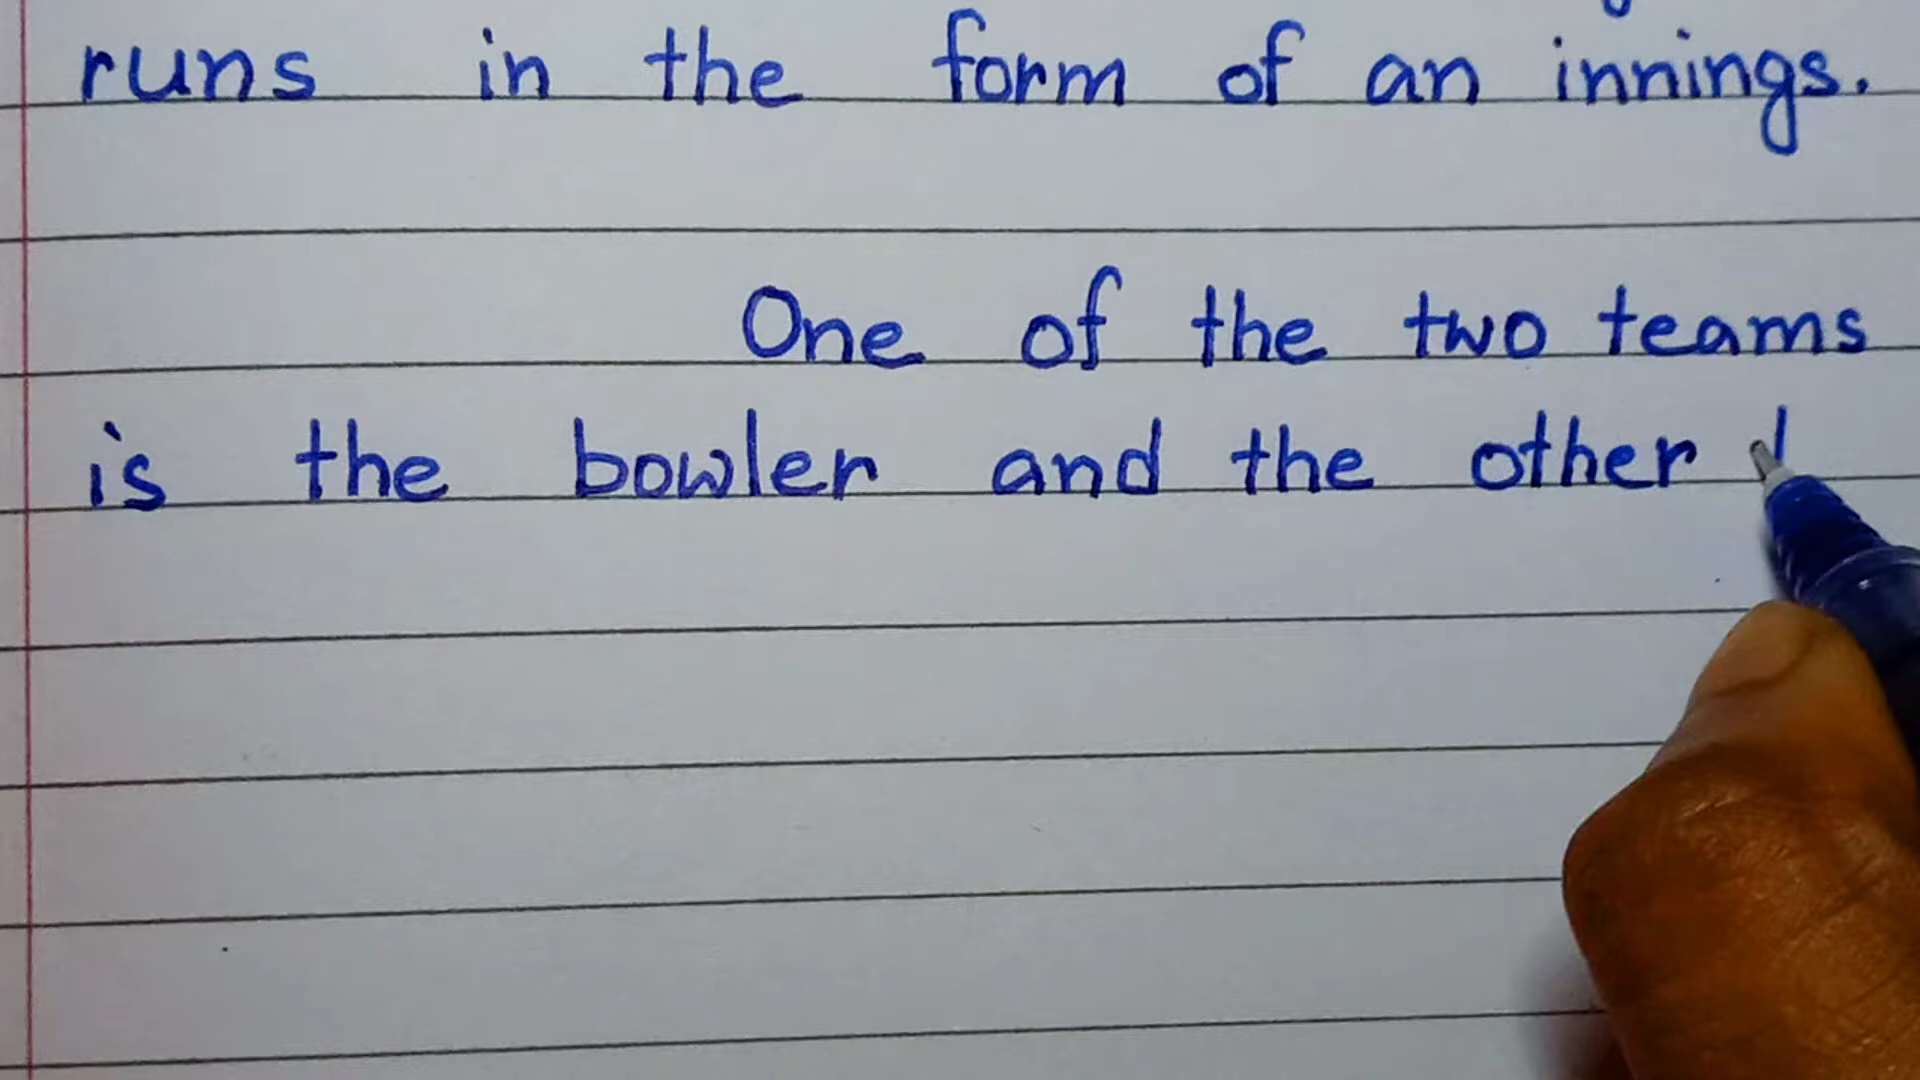 runs in the form of an innings.
One of the two teams
is the bowler and the other